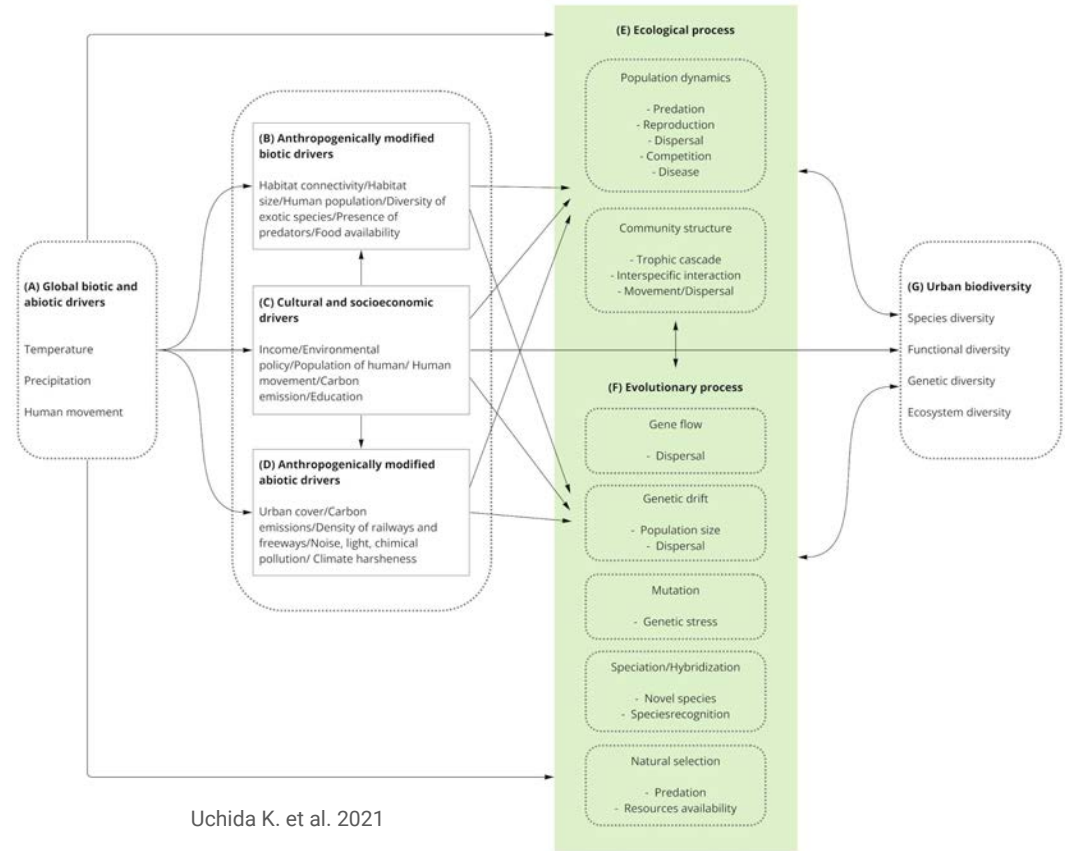 (A) Global biotic and
abiotic drivers
Temperature
Precipitation
Human movement
(B) Anthropogenically modified
biotic drivers
Habitat connectivity/Habitat
size/Human population/Diversity of
exotic species/Presence of
predators/Food availability
(C) Cultural and socioeconomic
drivers
Income/Environmental
policy/Population of human/ Human
movement/Carbon
emission/Education
(D) Anthropogenically modified
abiotic drivers
Urban cover/Carbon
emissions/Density of railways and
freeways/Noise, light, chimical
pollution/ Climate harsheness
(E) Ecological process
Population dynamics
- Predation
- Reproduction
- Dispersal
- Competition
- Disease
Community structure
- Trophic cascade
- Interspecific interaction
- Movement/Dispersal
(F) Evolutionary process
Gene flow
- Dispersal
Genetic drift
- Population size
- Dispersal
Mutation
- Genetic stress
Speciation/Hybridization
- Novel species
- Speciesrecognition
Natural selection
- Predation
- Resources availability
(G) Urban biodiversity
Species diversity
Functional diversity
Genetic diversity
Ecosystem diversity
Uchida K. et al. 2021